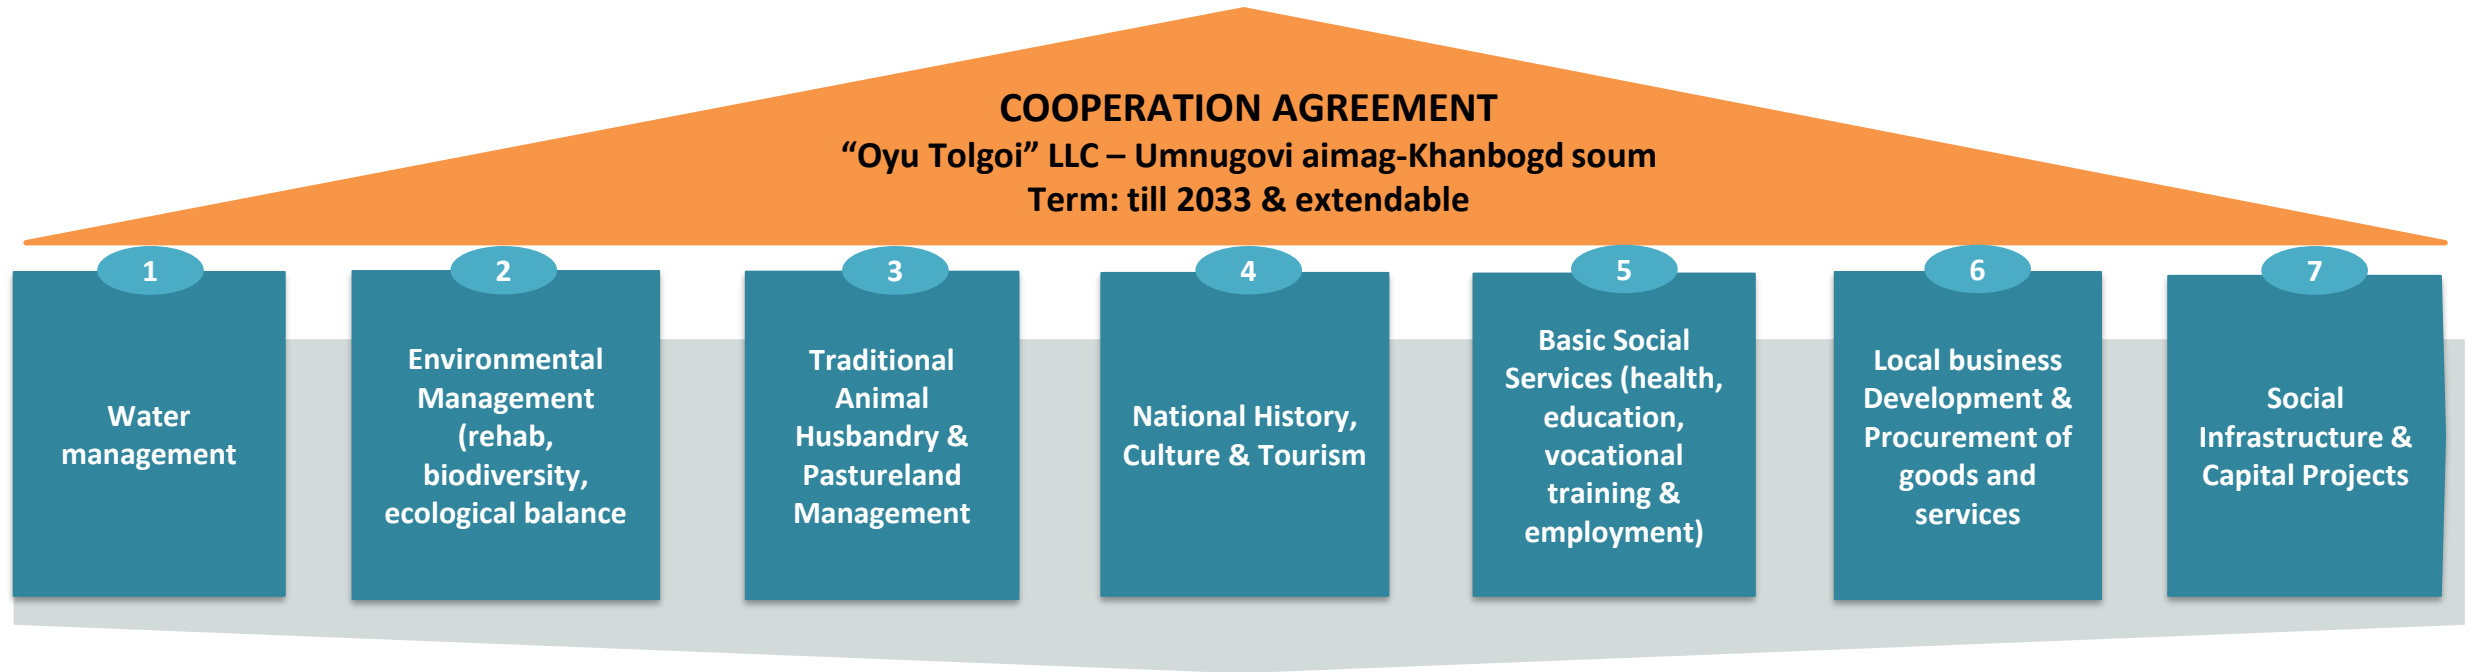 COOPERATION AGREEMENT
“Oyu Tolgoi” LLC – Umnugovi aimag-Khanbogd soum
Term: till 2033 & extendable
1
Water
management
2
Environmental
Management
(rehab,
biodiversity,
ecological balance
3
Traditional
Animal
Husbandry &
Pastureland
Management
4
National History,
Culture & Tourism
5
Basic Social
Services (health,
education,
vocational
training &
employment)
6
Local business
Development &
Procurement of
goods and
services
7
Social
Infrastructure &
Capital Projects